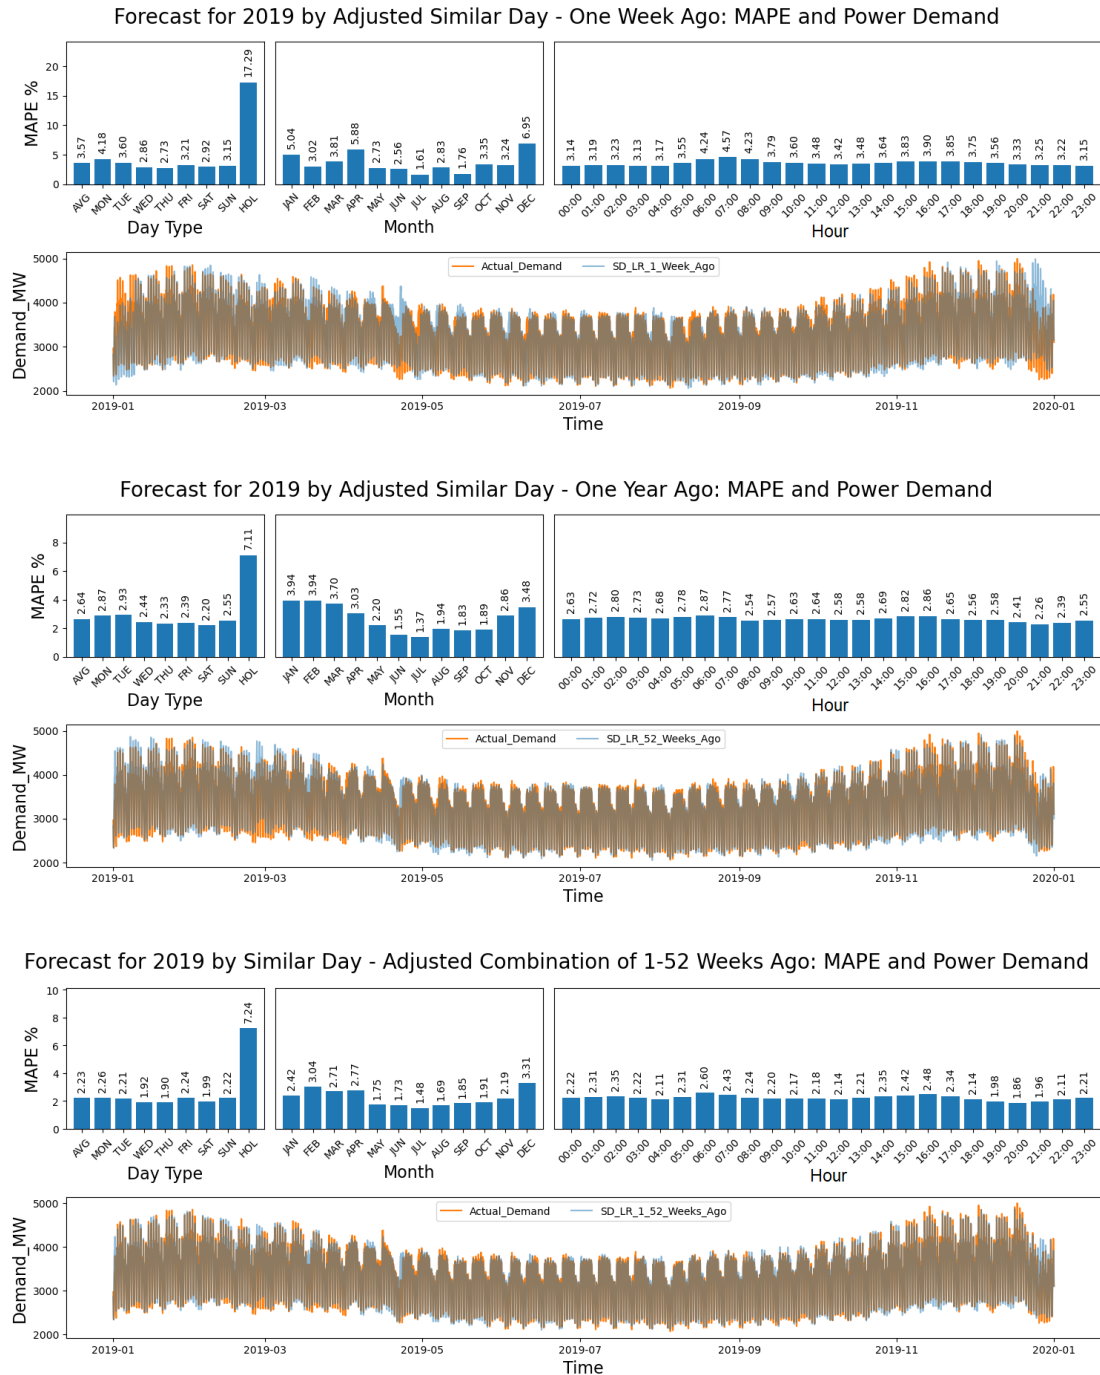 Forecast for 2019 by Adjusted Similar Day - One Week Ago: MAPE and Power Demand
MAPE %
20
15
10
5
0
3.57 4.18 3.60 2.86 2.73 3.21 2.92 3.15 17.29
AVG MON TUE WED THU FRI SAT SUN HOL
Day Type
5.04 3.02 3.81 5.88 2.73 2.56 1.61 2.83 1.76 3.35 3.24 6.95
JAN FEB MAR APR MAY JUN JUL AUG SEP OCT NOV DEC
Month
3.14 3.19 3.23 3.13 3.17 3.55 4.24 4.57 4.23 3.79 3.60 3.48 3.42 3.48 3.64 3.83 3.90 3.85 3.75 3.56 3.33 3.25 3.22 3.15
00:00 01:00 02:00 03:00 04:00 05:00 06:00 07:00 08:00 09:00 10:00 11:00 12:00 13:00 14:00 15:00 16:00 17:00 18:00 19:00 20:00 21:00 22:00 23:00
Hour
Demand_MW
5000
4000
3000
2000
Actual_Demand SD_LR_1_Week_Ago
2019-01 2019-03 2019-05 2019-07 2019-09 2019-11 2020-01
Time
Forecast for 2019 by Adjusted Similar Day - One Year Ago: MAPE and Power Demand
MAPE %
8
6
4
2
0
2.64 2.87 2.93 2.44 2.33 2.39 2.20 2.55 7.11
AVG MON TUE WED THU FRI SAT SUN HOL
Day Type
3.94 3.94 3.70 3.03 2.20 1.55 1.37 1.94 1.83 1.89 2.86 3.48
JAN FEB MAR APR MAY JUN JUL AUG SEP OCT NOV DEC
Month
2.63 2.72 2.80 2.73 2.68 2.78 2.87 2.77 2.54 2.57 2.63 2.64 2.58 2.58 2.69 2.82 2.86 2.65 2.56 2.58 2.41 2.26 2.39 2.55
00:00 01:00 02:00 03:00 04:00 05:00 06:00 07:00 08:00 09:00 10:00 11:00 12:00 13:00 14:00 15:00 16:00 17:00 18:00 19:00 20:00 21:00 22:00 23:00
Hour
Demand_MW
5000
4000
3000
2000
Actual_Demand SD_LR_52_Weeks_Ago
2019-01 2019-03 2019-05 2019-07 2019-09 2019-11 2020-01
Time
Forecast for 2019 by Similar Day - Adjusted Combination of 1-52 Weeks Ago: MAPE and Power Demand
MAPE %
10
8
6
4
2
0
2.23 2.26 2.21 1.92 1.90 2.24 1.99 2.22 7.24
AVG MON TUE WED THU FRI SAT SUN HOL
Day Type
2.42 3.04 2.71 2.77 1.75 1.73 1.48 1.69 1.85 1.91 2.19 3.31
JAN FEB MAR APR MAY JUN JUL AUG SEP OCT NOV DEC
Month
2.22 2.31 2.35 2.22 2.11 2.31 2.60 2.43 2.24 2.20 2.17 2.18 2.14 2.21 2.35 2.42 2.48 2.34 2.14 1.98 1.86 1.96 2.11 2.21
00:00 01:00 02:00 03:00 04:00 05:00 06:00 07:00 08:00 09:00 10:00 11:00 12:00 13:00 14:00 15:00 16:00 17:00 18:00 19:00 20:00 21:00 22:00 23:00
Hour
Demand_MW
5000
4000
3000
2000
Actual_Demand SD_LR_1_52_Weeks_Ago
2019-01 2019-03 2019-05 2019-07 2019-09 2019-11 2020-01
Time